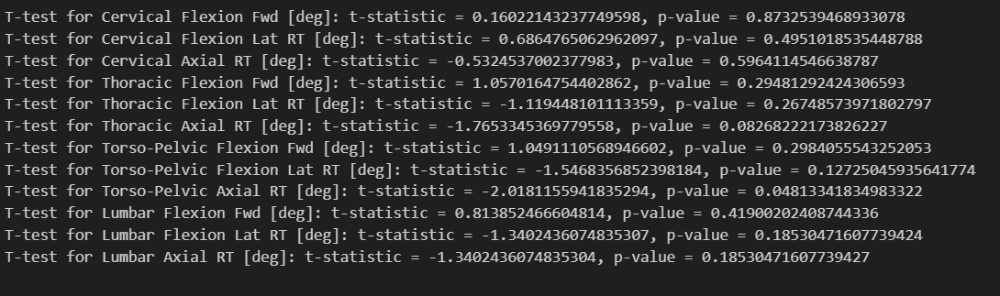 T-test for Cervical Flexion Fwd [deg]: t-statistic = 0.16022143237749598, p-value = 0.8732539468933078
T-test for Cervical Flexion Lat RT [deg]: t-statistic = 0.6864765062962097, p-value = 0.4951018535448788
T-test for Cervical Axial RT [deg]: t-statistic = -0.5324537002377983, p-value = 0.5964114546638787
T-test for Thoracic Flexion Fwd [deg]: t-statistic = 1.0570164754402862, p-value = 0.29481292424306593
T-test for Thoracic Flexion Lat RT [deg]: t-statistic = -1.119448101113359, p-value = 0.26748573971802797
T-test for Thoracic Axial RT [deg]: t-statistic = -1.7653345369779558, p-value = 0.08268222173826227
T-test for Torso-Pelvic Flexion Fwd [deg]: t-statistic = 1.0491110568946602, p-value = 0.2984055543252053
T-test for Torso-Pelvic Flexion Lat RT [deg]: t-statistic = -1.5468356852398184, p-value = 0.12725045935641774
T-test for Torso-Pelvic Axial RT [deg]: t-statistic = -2.0181155941835294, p-value = 0.04813341834983322
T-test for Lumbar Flexion Fwd [deg]: t-statistic = 0.813852466604814, p-value = 0.41900202408744336
T-test for Lumbar Flexion Lat RT [deg]: t-statistic = -1.3402436074835307, p-value = 0.18530471607739424
T-test for Lumbar Axial RT [deg]: t-statistic = -1.3402436074835304, p-value = 0.18530471607739427